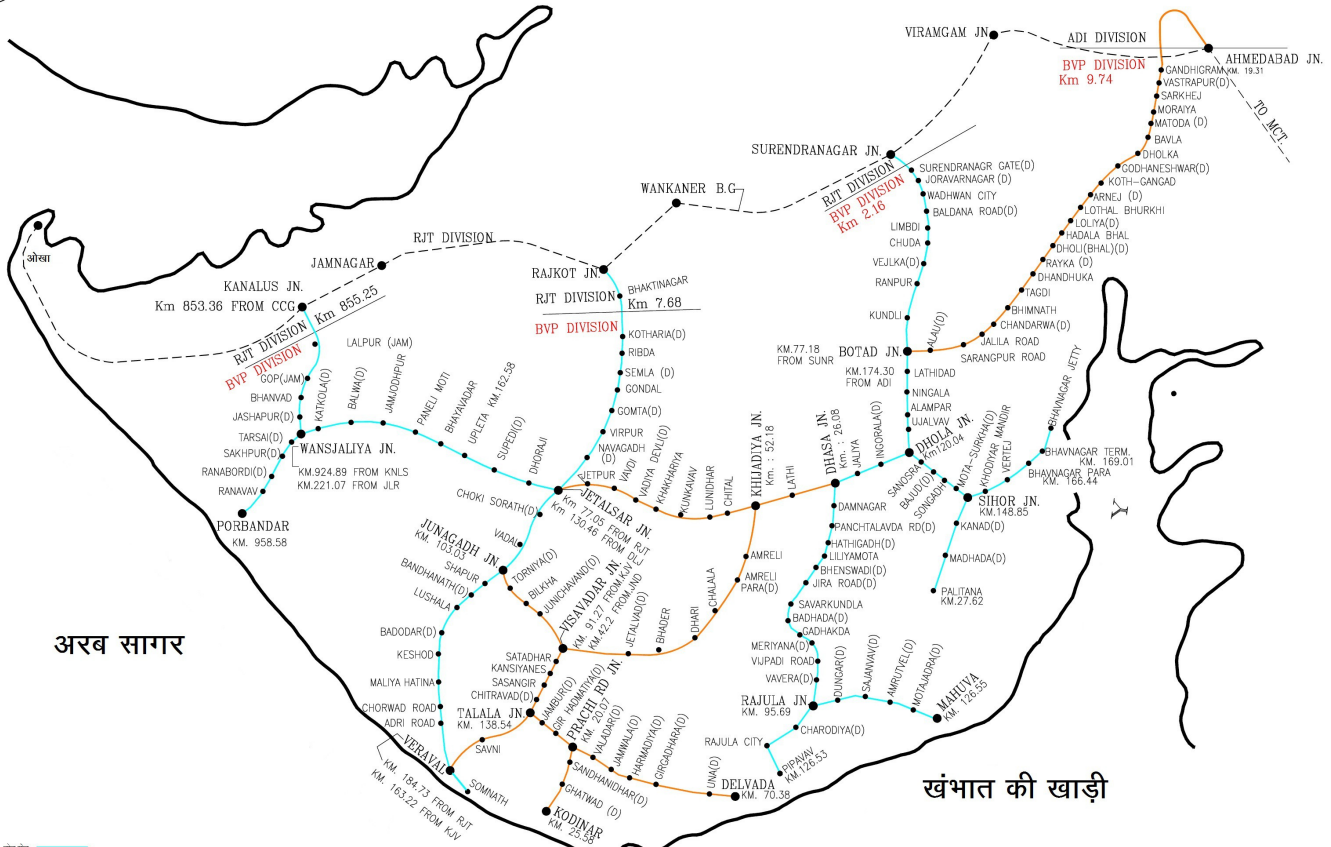 VIRAMGAM JN
ADI DIVISION
AHMEDABAD JN.
BVP DIVISION
Km 9.74
GANDHIGRAM KM. 19.31
VASTRAPUR(D)
SARKHEJ
MORAIYA
MATODA (D)
BAVLA
DHOLKA
GODHANESHWAR(D)
KOTH-GANGAD
ARNEJ (D)
LOTHAL BHURKHI
LOLIYA(D)
HADALA BHAL
DHOLI(BHAL)(D)
RAYKA (D)
DHANDHUKA
TAGDI
BHIMNATH
CHANDARWA(D)
JALILA ROAD
SARANGPUR ROAD
ALAU(D)
TO MCT.
SURENDRANAGAR JN.
RJT DIVISION
BVP DIVISION
Km 2.16
SURENDRANAGR GATE(D)
JORAVARNAGAR (D)
WADHWAN CITY
BALDANA ROAD(D)
LIMBDI
CHUDA
VEJLKA(D)
RANPUR
KUNDLI
BOTAD JN.
KM.77.18
FROM SUNR
KM.174.30
FROM ADI
LATHIDAD
NINGALA
ALAMPAR
UJALVAV
DHOLA JN.
Km120.04
WANKANER B.G
RJT DIVISION
ओखा
JAMNAGAR
KANALUS JN.
Km 853.36 FROM CCG
RJT DIVISION
Km 855.25
BVP DIVISION
RAJKOT JN.
BHAKTINAGAR
RJT DIVISION
Km 7.68
BVP DIVISION
KOTHARIA(D)
RIBDA
SEMLA (D)
GONDAL
GOMTA(D)
VIRPUR
NAVAGADH
(D)
LALPUR (JAM)
GOP(JAM)
BHANVAD
JASHAPUR(D)
TARSAI(D)
SAKHPUR(D)
RANABORDI(D)
RANAVAV
PORBANDAR
KM. 958.58
WANSJALIYA JN.
KM.924.89 FROM KNLS
KM.221.07 FROM JLR
KATKOLA(D)
BALWA(D)
JAMJODHPUR
PANELI MOTI
BHAYAVADAR
UPLETA KM.162.58
SUPEDI(D)
DHORAJI
JETALSAR JN.
Km 77.05 FROM RJT
Km 130.46 FROM DLJ
JETPUR
VAVDI
VADIYA DEVLI(D)
KHAKHARIYA
KUNKAVAV
LUNIDHAR
CHITAL
KHIJADIYA JN.
KM. : 52.18
LATHI
DHASA JN.
Km. : 26.08
JALIYA
INGORALA(D)
SANOSRA
BAJUD(D)
SONGADH
MOTA-SURKHA(D)
KHODIYAR MANDIR
VERTEJ
BHAVNAGAR JETTY
BHAVNAGAR TERM.
KM. 169.01
BHAVNAGAR PARA
KM. 166.44
SIHOR JN.
KM.148.85
KANAD(D)
MADHADA(D)
PALITANA
KM.27.62
CHOKI SORATH(D)
VADAL
JUNAGADH JN.
KM. 103.03
SHAPUR
BANDHANATH(D)
LUSHALA
BADODAR(D)
KESHOD
MALIYA HATINA
CHORWAD ROAD
ADRI ROAD
VERAVAL
KM. 184.73 FROM RJT
KM. 163.22 FROM KJV
SOMNATH
TORNIYA(D)
BILKHA
JUNICHAVAND(D)
VISAVADAR JN.
KM. 91.27 FROM KJV
KM.42.2 FROM JND
JETALVAD(D)
BHADER
DHARI
CHALALA
AMRELI
PARA(D)
AMRELI
SATADHAR
KANSIYANES
SASANGIR
CHITRAVAD(D)
TALALA JN.
KM. 138.54
SAVNI
JAMBUR(D)
GIR HADMATIYA(D)
PRACHI RD JN.
KM. 20.07
VALADAR(D)
JAMWALA(D)
HARMADIYA(D)
GIRGADHARA(D)
UNA(D)
DELVADA
KM. 70.38
SANDHANIDHAR(D)
GHATWAD (D)
KODINAR
KM. 25.58
DAMNAGAR
PANCHTALAVDA RD(D)
HATHIGADH(D)
LILIYAMOTA
BHENSWADI(D)
JIRA ROAD(D)
SAVARKUNDLA
BADHADA(D)
GADHAKDA
MERIYANA(D)
VIJPADI ROAD
VAVERA(D)
RAJULA JN.
KM. 95.69
DUNGAR(D)
SAJANVAV(D)
AMRUTVEL(D)
MOTAJADRA(D)
MAHUVA
KM. 126.55
CHARODIYA(D)
RAJULA CITY
PIPAVAV
KM.126.53
अरब सागर
खंभात की खाड़ी